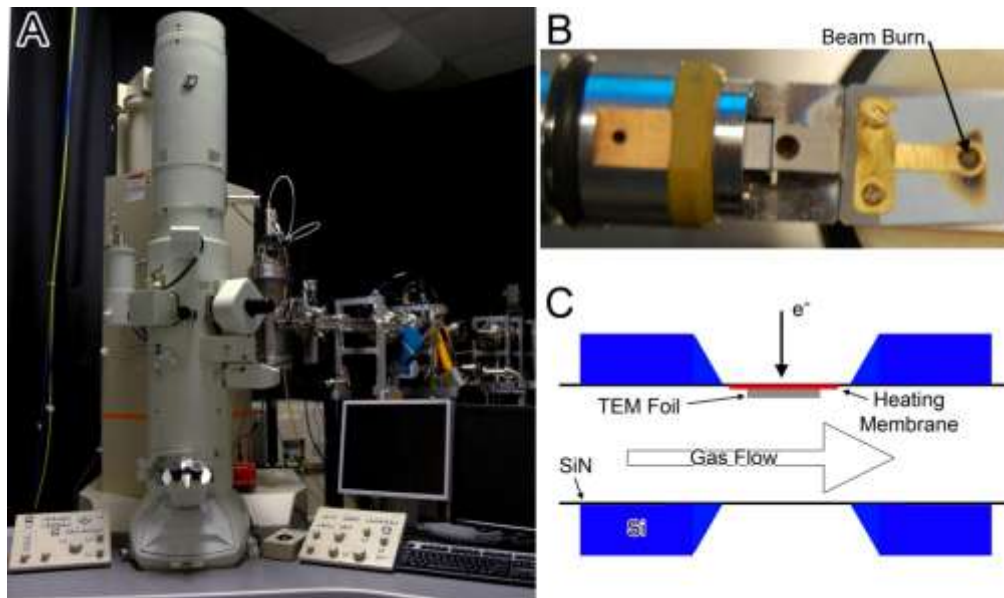 A
B
Beam Burn
C
e⁻
TEM Foil
Heating
Membrane
Gas Flow
SiN
Si